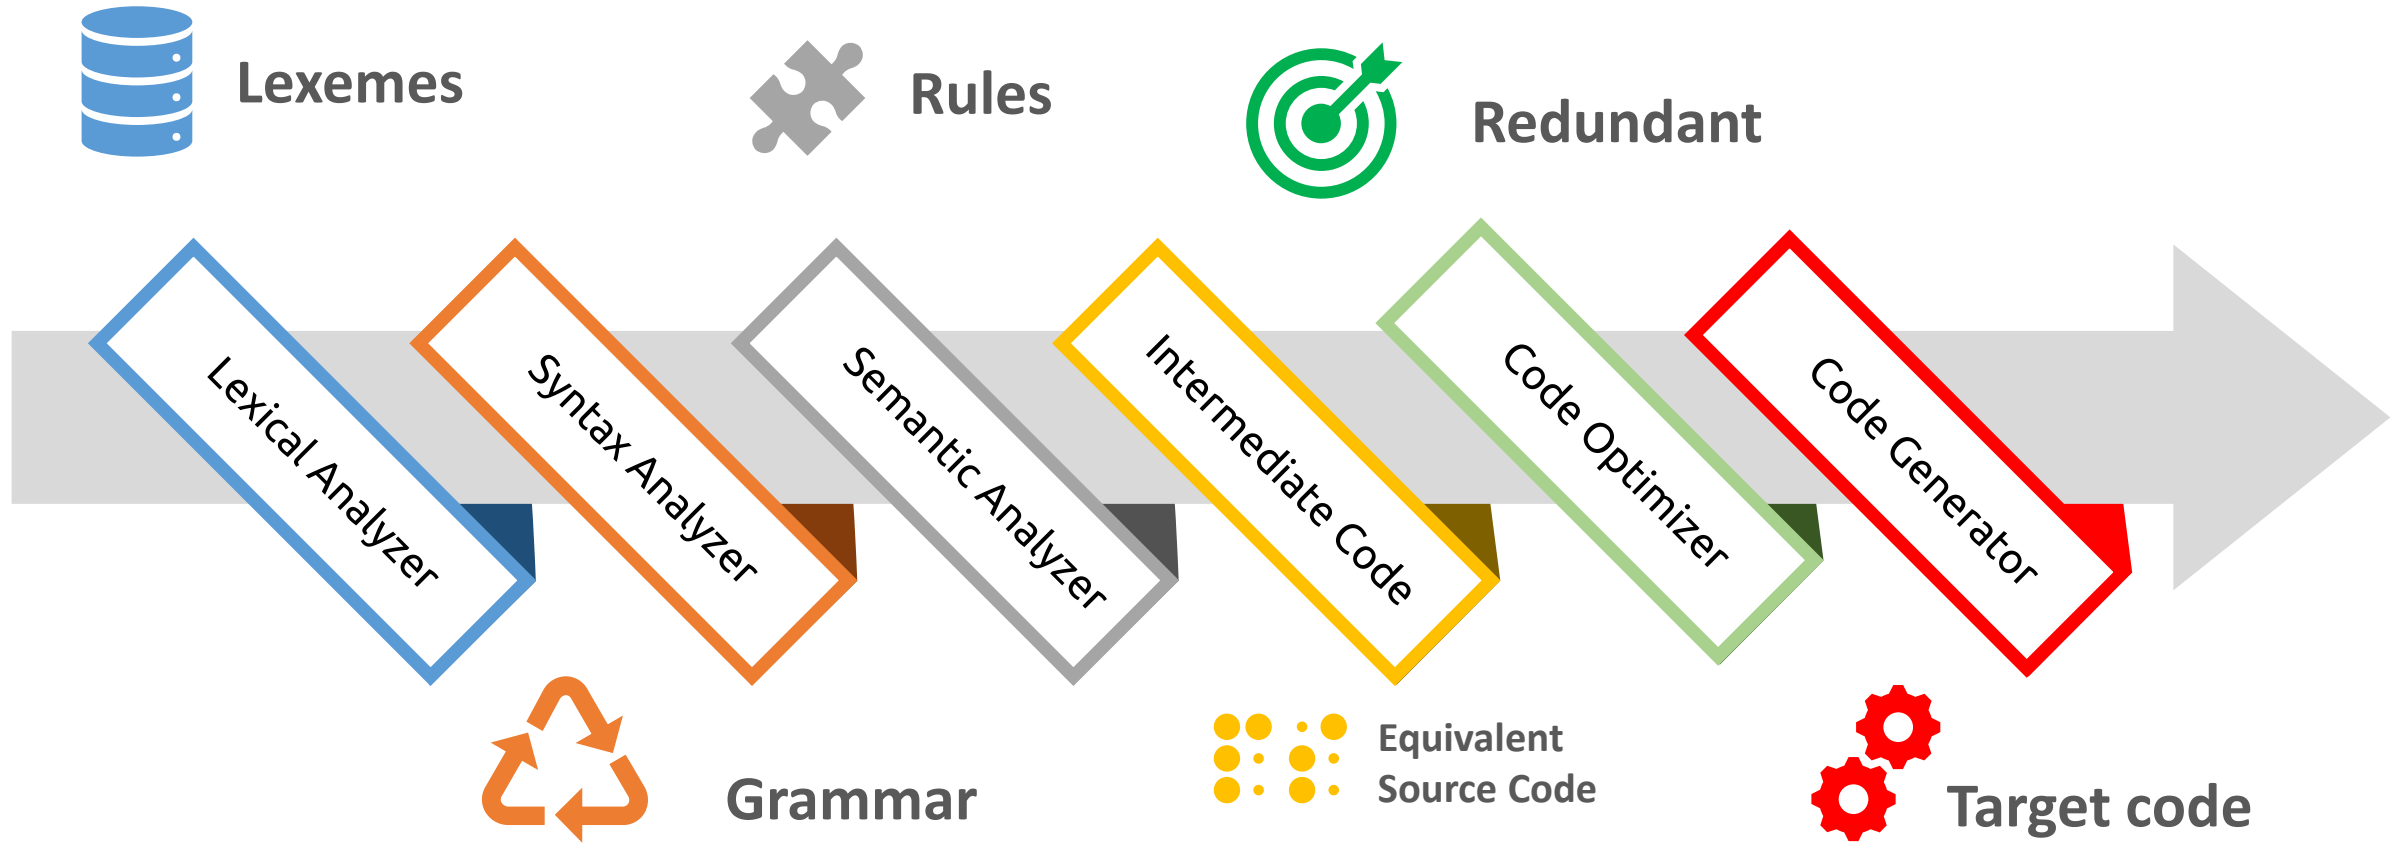 Lexemes
Rules
Redundant
Lexical Analyzer
Syntax Analyzer
Semantic Analyzer
Intermediate Code
Code Optimizer
Code Generator
Grammar
Equivalent
Source Code
Target code